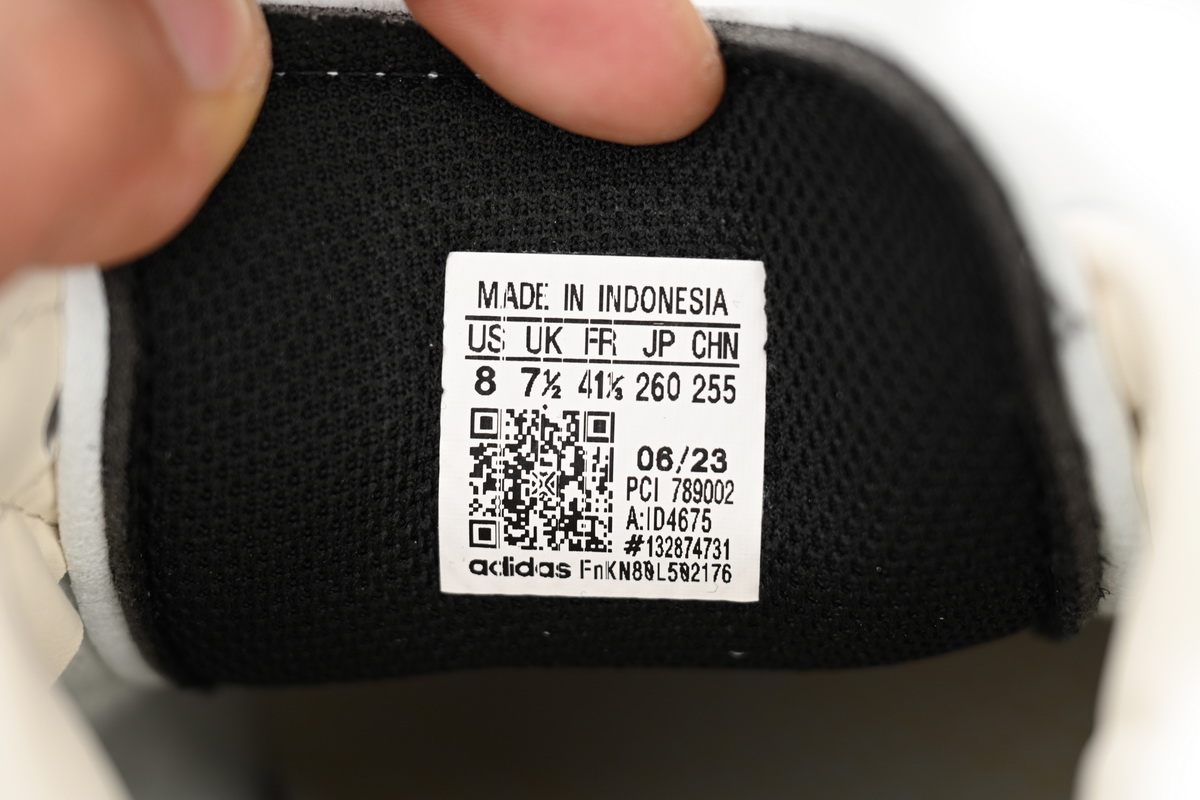 MADE IN INDONESIA
US UK FR JP CHN
8 7½ 41⅓ 260 255
06/23
PCI 789002
A:ID4675
#132874731
adidas FnKN80L502176